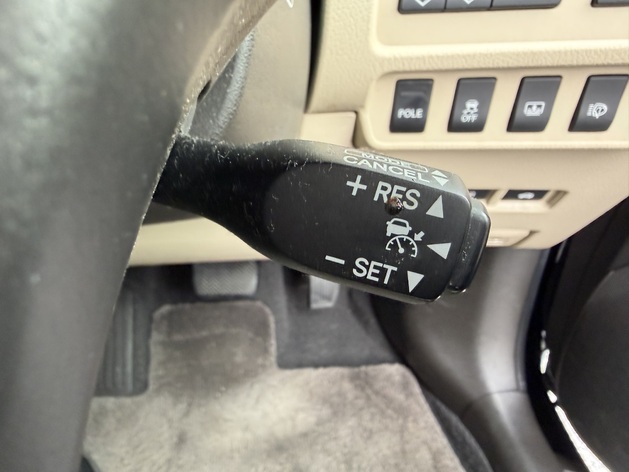 POLE
OFF
MODE
CANCEL
+ RES
− SET